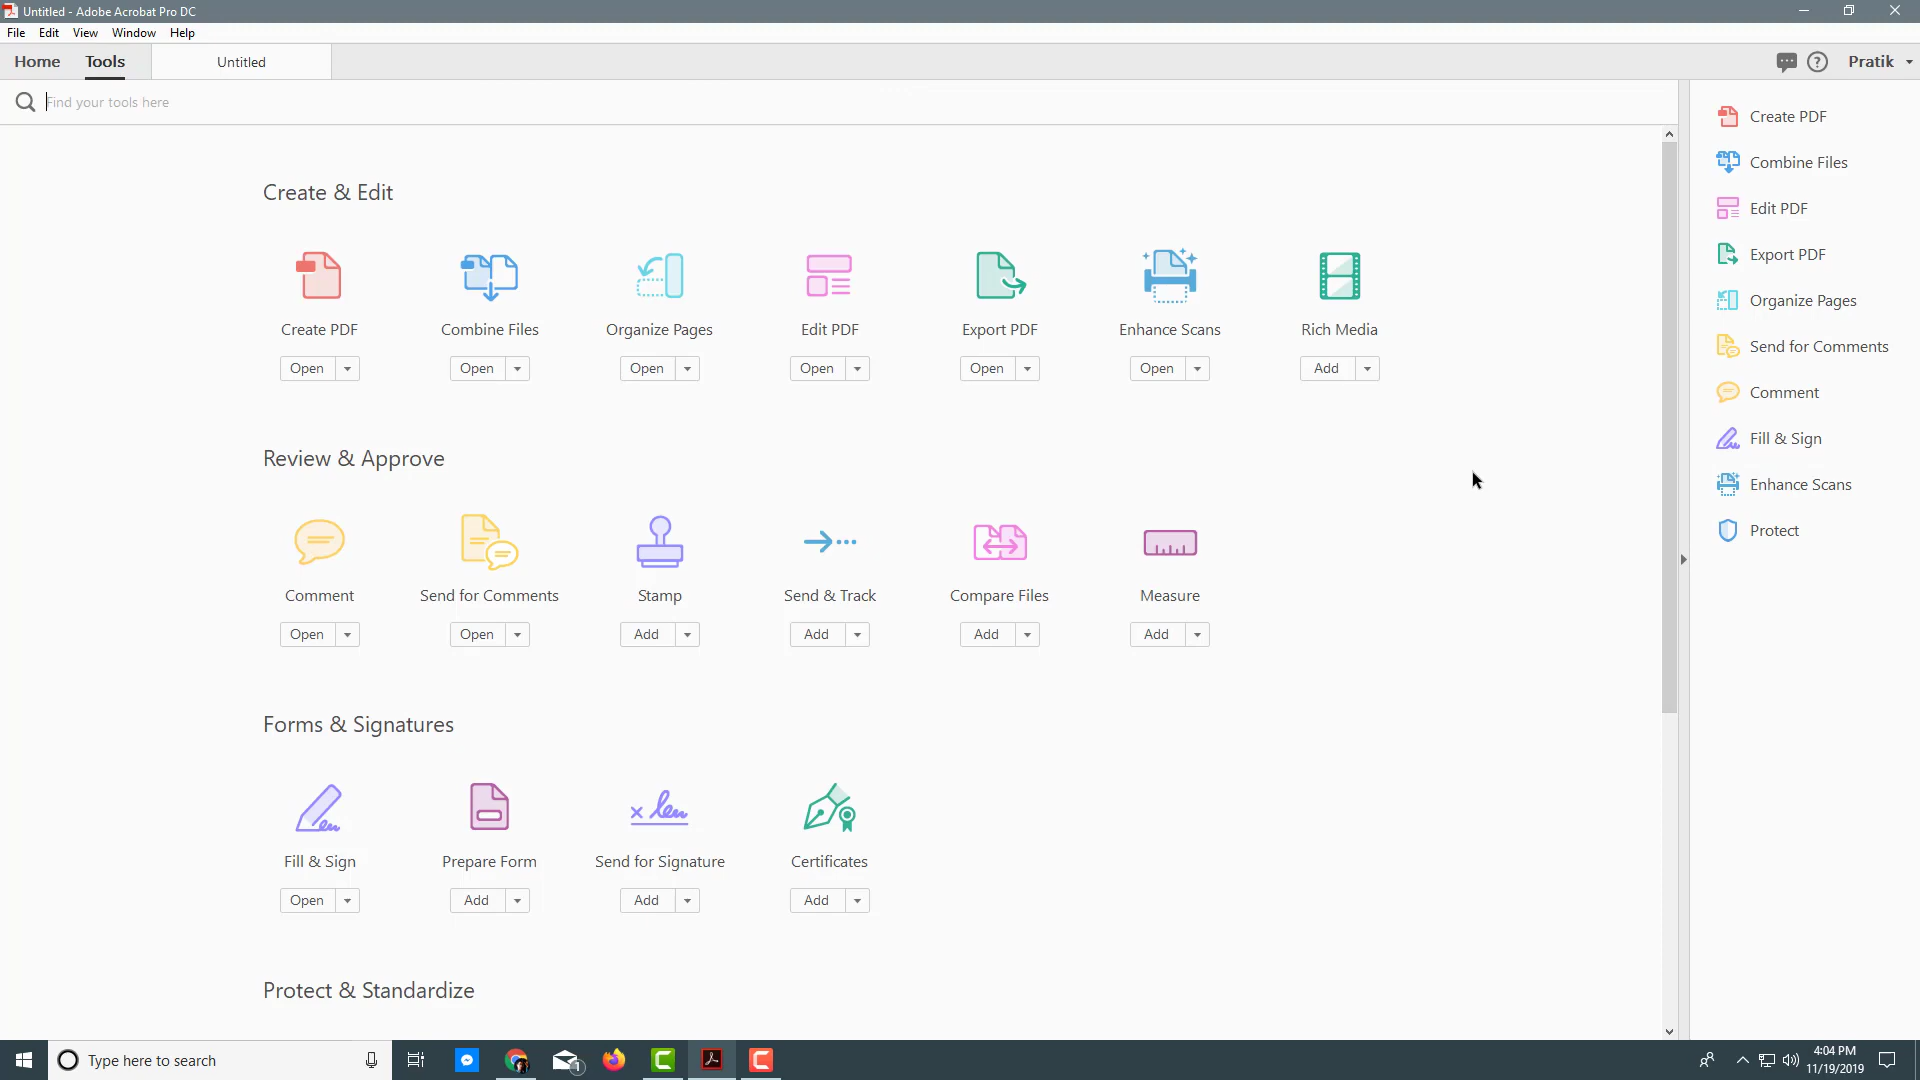 Untitled - Adobe Acrobat Pro DC
File Edit View Window Help
Home Tools Untitled Pratik
Find your tools here
Create & Edit
Create PDF Combine Files Organize Pages Edit PDF Export PDF Enhance Scans Rich Media
Open Open Open Open Open Open Add
Review & Approve
Comment Send for Comments Stamp Send & Track Compare Files Measure
Open Open Add Add Add Add
Forms & Signatures
Fill & Sign Prepare Form Send for Signature Certificates
Open Add Add Add
Protect & Standardize
Create PDF
Combine Files
Edit PDF
Export PDF
Organize Pages
Send for Comments
Comment
Fill & Sign
Enhance Scans
Protect
Type here to search
1
4:04 PM
11/19/2019